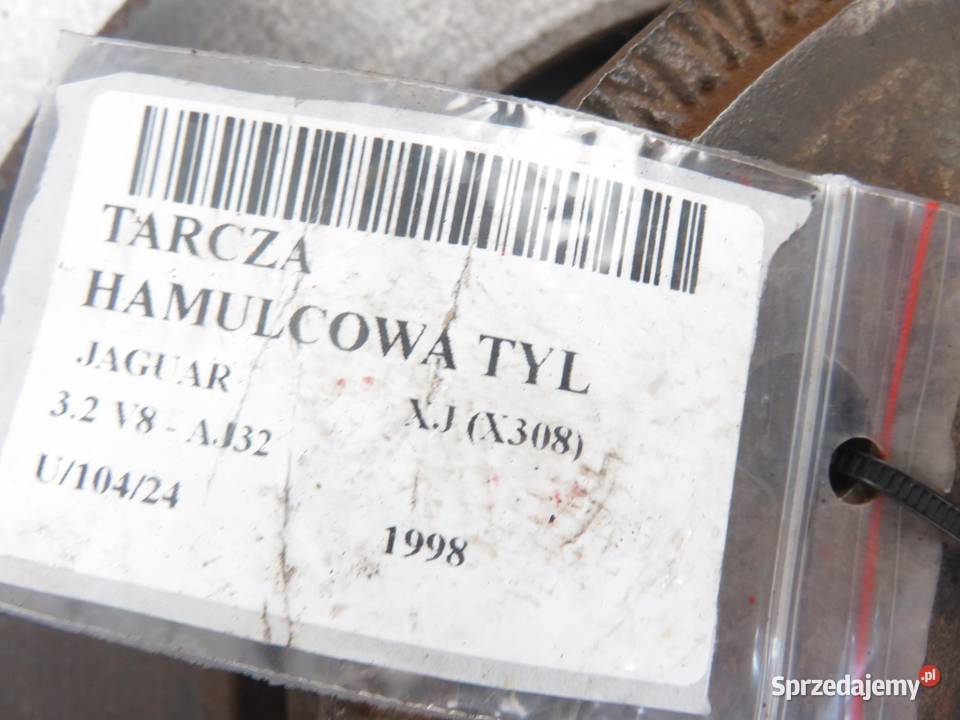 TARCZA
HAMULCOWA TYL
JAGUAR
XJ (X308)
3.2 V8 - AJ32
U/104/24
1998
Sprzedajemy.pl